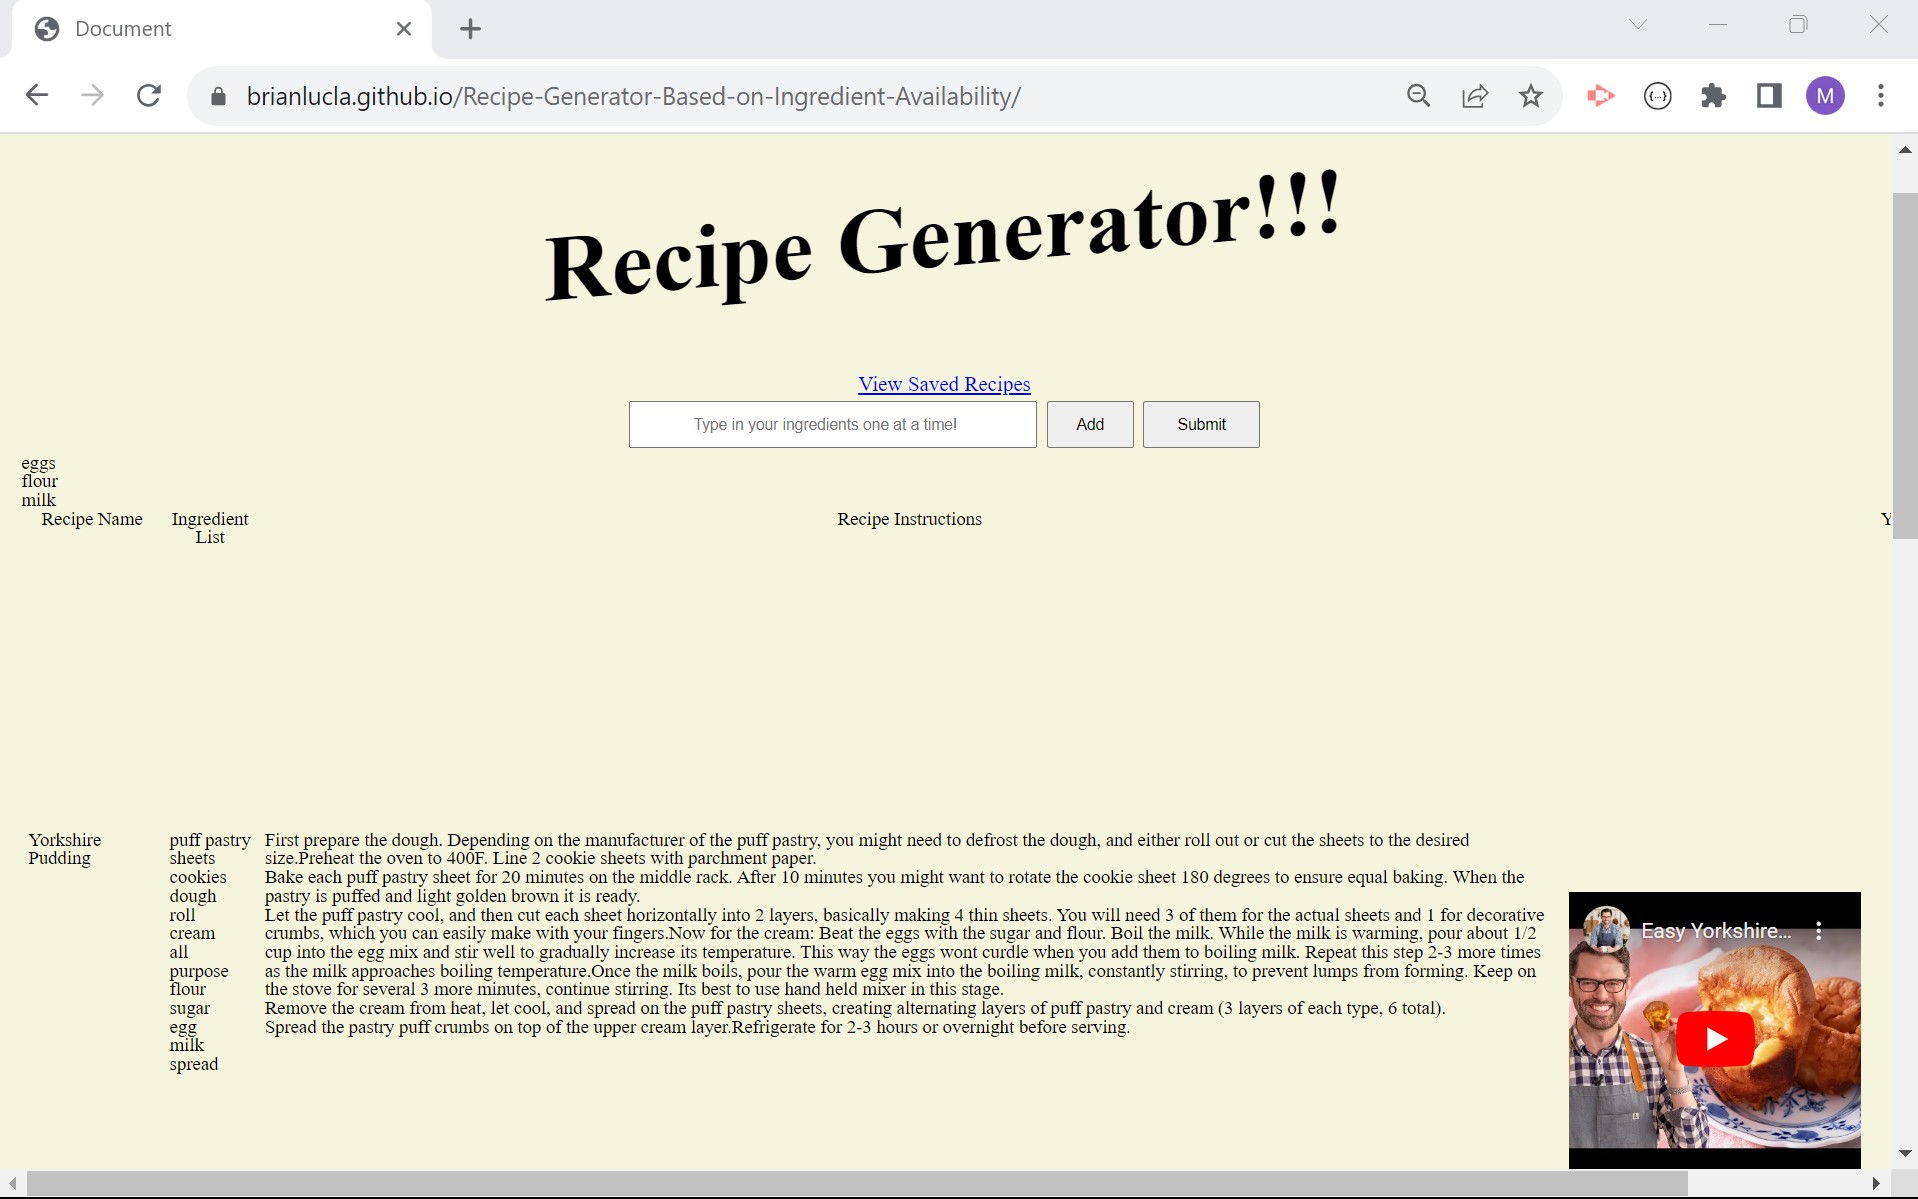 Document
brianlucla.github.io/Recipe-Generator-Based-on-Ingredient-Availability/
M
Recipe Generator!!!
View Saved Recipes
Type in your ingredients one at a time!
Add
Submit
eggs
flour
milk
Recipe Name
Ingredient
List
Recipe Instructions
Y
Yorkshire
Pudding
puff pastry
sheets
cookies
dough
roll
cream
all
purpose
flour
sugar
egg
milk
spread
First prepare the dough. Depending on the manufacturer of the puff pastry, you might need to defrost the dough, and either roll out or cut the sheets to the desired
size.Preheat the oven to 400F. Line 2 cookie sheets with parchment paper.
Bake each puff pastry sheet for 20 minutes on the middle rack. After 10 minutes you might want to rotate the cookie sheet 180 degrees to ensure equal baking. When the
pastry is puffed and light golden brown it is ready.
Let the puff pastry cool, and then cut each sheet horizontally into 2 layers, basically making 4 thin sheets. You will need 3 of them for the actual sheets and 1 for decorative
crumbs, which you can easily make with your fingers.Now for the cream: Beat the eggs with the sugar and flour. Boil the milk. While the milk is warming, pour about 1/2
cup into the egg mix and stir well to gradually increase its temperature. This way the eggs wont curdle when you add them to boiling milk. Repeat this step 2-3 more times
as the milk approaches boiling temperature.Once the milk boils, pour the warm egg mix into the boiling milk, constantly stirring, to prevent lumps from forming. Keep on
the stove for several 3 more minutes, continue stirring. Its best to use hand held mixer in this stage.
Remove the cream from heat, let cool, and spread on the puff pastry sheets, creating alternating layers of puff pastry and cream (3 layers of each type, 6 total).
Spread the pastry puff crumbs on top of the upper cream layer.Refrigerate for 2-3 hours or overnight before serving.
Easy Yorkshire...